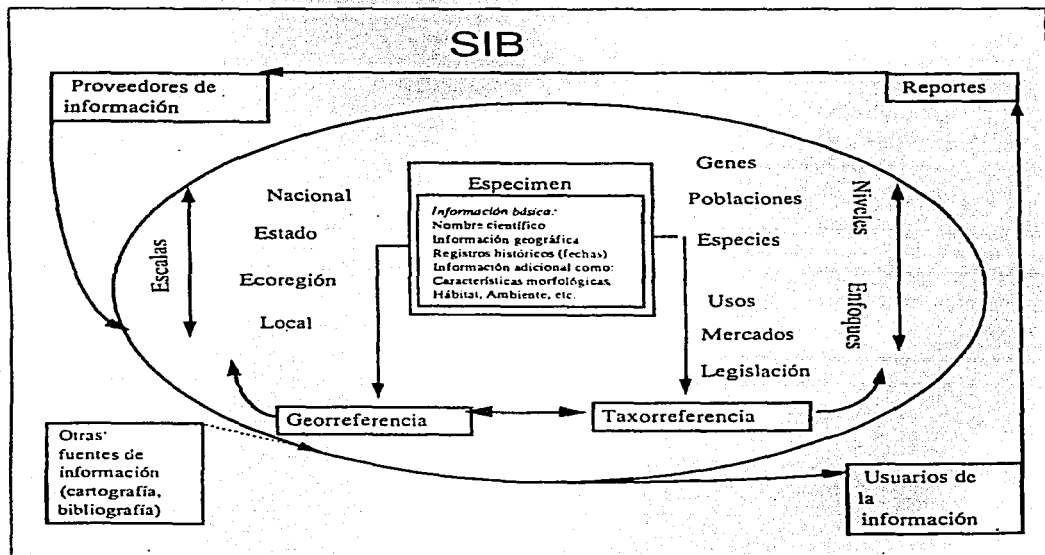 SIB
Proveedores de
información
Reportes
Especimen
Información básica:
Nombre científico
Información geográfica
Registros históricos (fechas)
Información adicional como:
Características morfológicas,
Hábitat, Ambiente, etc.
Escalas
Nacional
Estado
Ecoregión
Local
Genes
Poblaciones
Especies
Usos
Mercados
Legislación
Niveles
Enfoques
Georreferencia
Taxorreferencia
Otras
fuentes de
información
(cartografía,
bibliografía)
Usuarios de
la
información